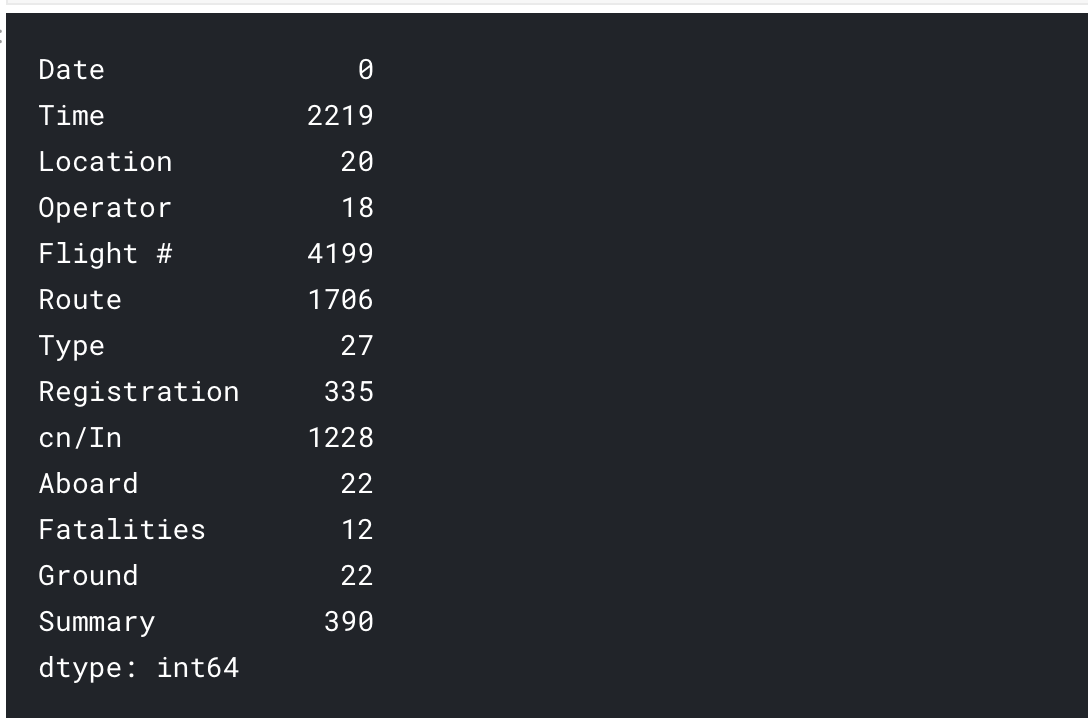 Date 0
Time 2219
Location 20
Operator 18
Flight # 4199
Route 1706
Type 27
Registration 335
cn/In 1228
Aboard 22
Fatalities 12
Ground 22
Summary 390
dtype: int64